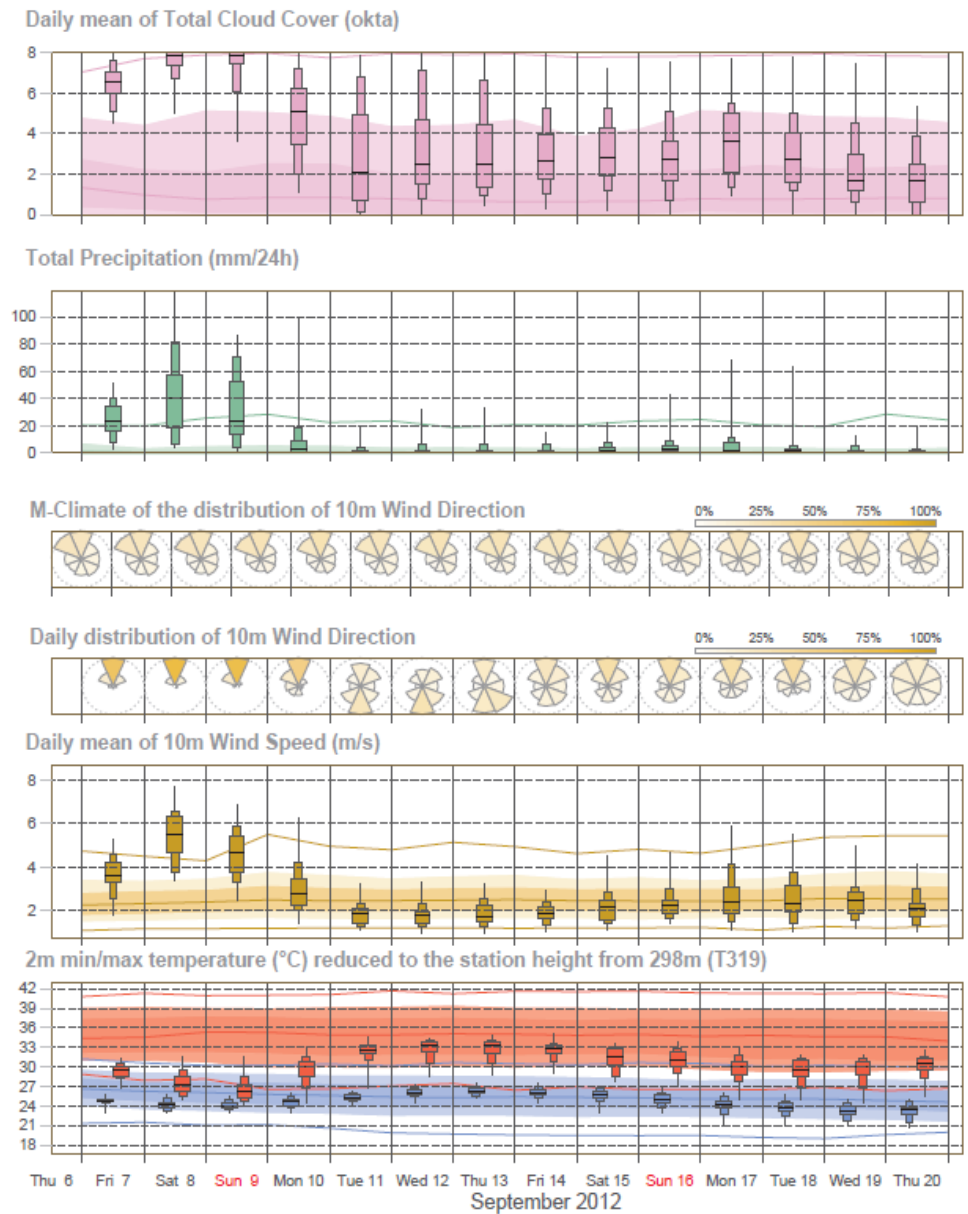 Daily mean of Total Cloud Cover (okta)
8
6
4
2
0
Total Precipitation (mm/24h)
100
80
60
40
20
0
M-Climate of the distribution of 10m Wind Direction
0% 25% 50% 75% 100%
Daily distribution of 10m Wind Direction
0% 25% 50% 75% 100%
Daily mean of 10m Wind Speed (m/s)
8
6
4
2
2m min/max temperature (°C) reduced to the station height from 298m (T319)
42
39
36
33
30
27
24
21
18
Thu 6 Fri 7 Sat 8 Sun 9 Mon 10 Tue 11 Wed 12 Thu 13 Fri 14 Sat 15 Sun 16 Mon 17 Tue 18 Wed 19 Thu 20
September 2012